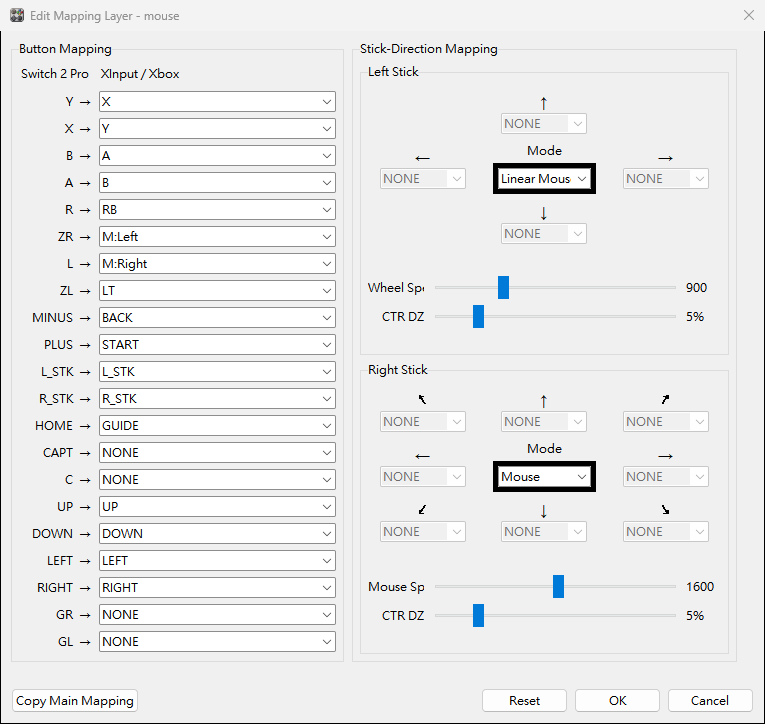 Edit Mapping Layer - mouse
Button Mapping
Switch 2 Pro XInput / Xbox
Y → X
X → Y
B → A
A → B
R → RB
ZR → M:Left
L → M:Right
ZL → LT
MINUS → BACK
PLUS → START
L_STK → L_STK
R_STK → R_STK
HOME → GUIDE
CAPT → NONE
C → NONE
UP → UP
DOWN → DOWN
LEFT → LEFT
RIGHT → RIGHT
GR → NONE
GL → NONE
Stick-Direction Mapping
Left Stick
↑
NONE
← Mode →
NONE Linear Mous NONE
↓
NONE
Wheel Spe 900
CTR DZ 5%
Right Stick
↖ ↑ ↗
NONE NONE NONE
← Mode →
NONE Mouse NONE
↙ ↓ ↘
NONE NONE NONE
Mouse Sp 1600
CTR DZ 5%
Copy Main Mapping Reset OK Cancel